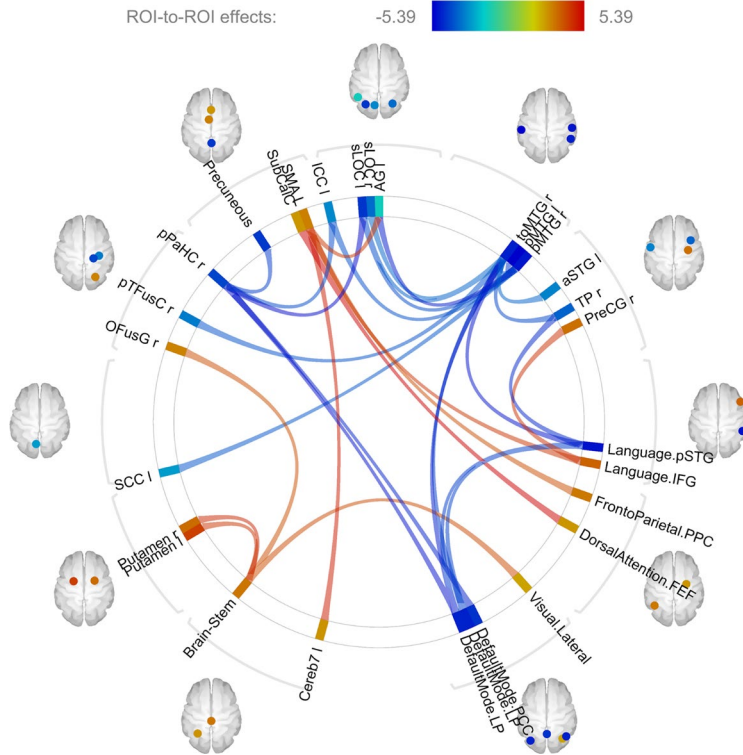 ROI-to-ROI effects: -5.39 5.39
Precuneous
SubCalC
SMA L
ICC l
sLOC l
sLOC r
AG l
toMTG r
pMTG l
pMTG r
aSTG l
TP r
PreCG r
pPaHC r
pTFusC r
OFusG r
SCC l
Putamen r
Putamen l
Brain-Stem
Cereb7 l
Language.pSTG
Language.IFG
FrontoParietal.PPC
DorsalAttention.FEF
Visual.Lateral
DefaultMode.PCC
DefaultMode.LP
DefaultMode.LP